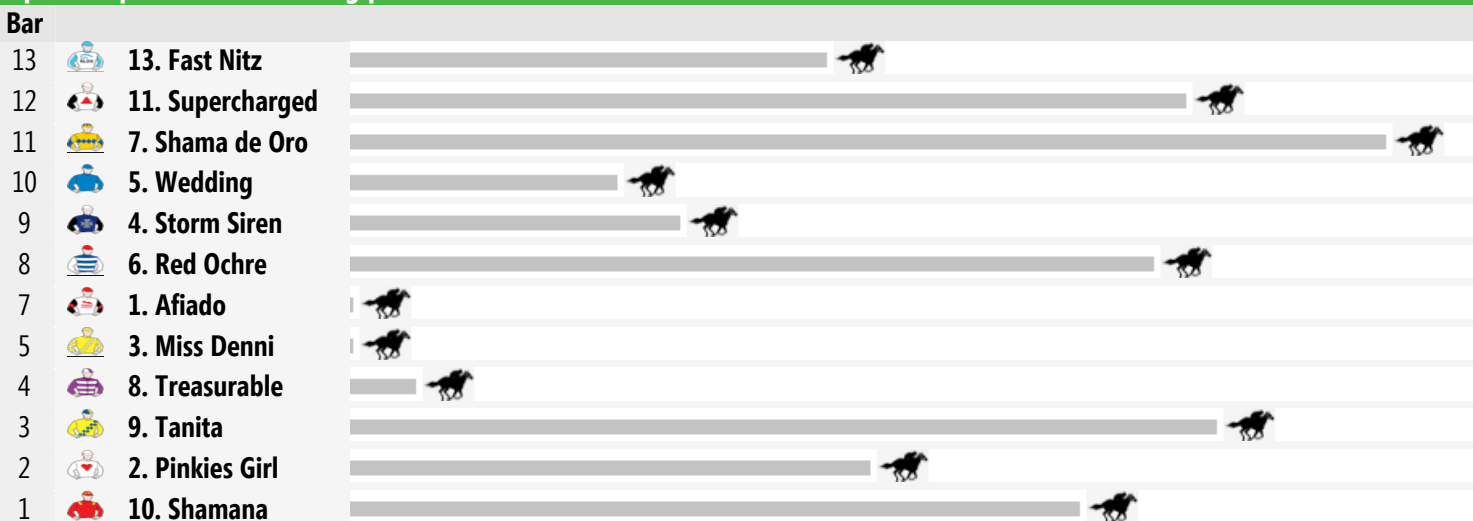 Bar
13 13. Fast Nitz
12 11. Supercharged
11 7. Shama de Oro
10 5. Wedding
9 4. Storm Siren
8 6. Red Ochre
7 1. Afiado
5 3. Miss Denni
4 8. Treasurable
3 9. Tanita
2 2. Pinkies Girl
1 10. Shamana